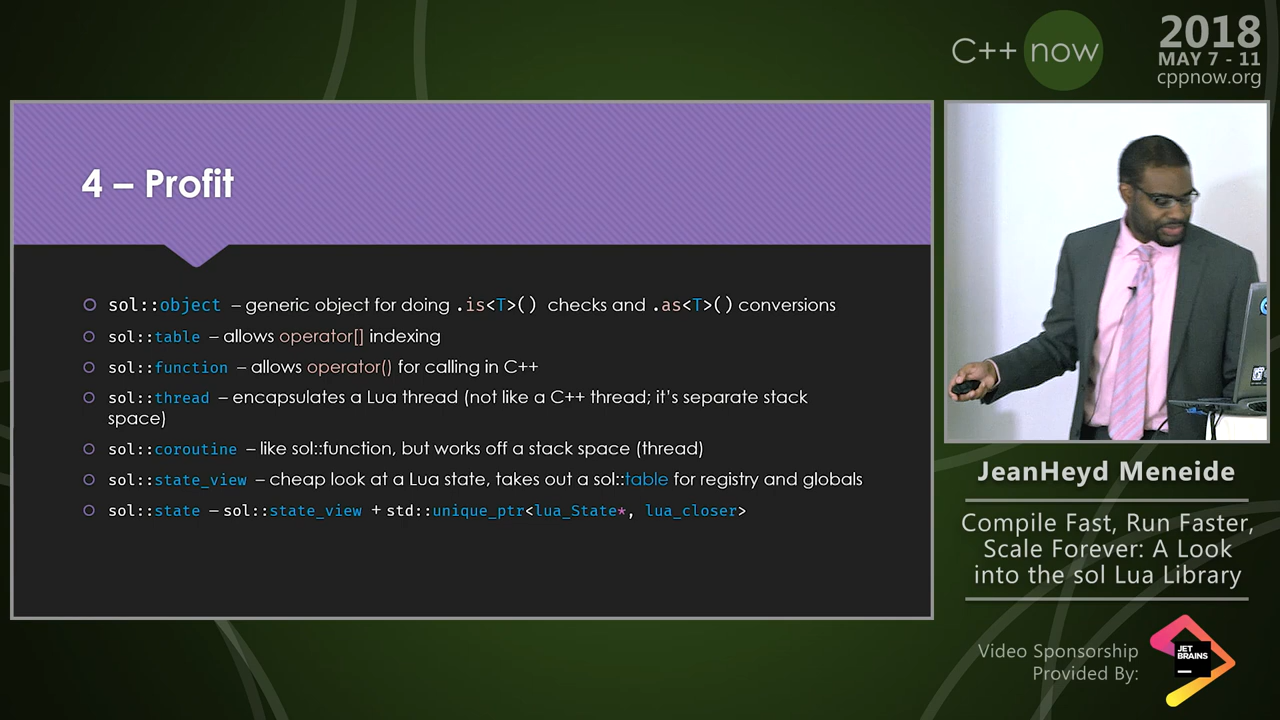 C++ now
2018
MAY 7 - 11
cppnow.org
4 – Profit
sol::object – generic object for doing .is<T>() checks and .as<T>() conversions
sol::table – allows operator[] indexing
sol::function – allows operator() for calling in C++
sol::thread – encapsulates a Lua thread (not like a C++ thread; it's separate stack
space)
sol::coroutine – like sol::function, but works off a stack space (thread)
sol::state_view – cheap look at a Lua state, takes out a sol::table for registry and globals
sol::state – sol::state_view + std::unique_ptr<lua_State*, lua_closer>
JeanHeyd Meneide
Compile Fast, Run Faster,
Scale Forever: A Look
into the sol Lua Library
Video Sponsorship
Provided By:
JET
BRAINS